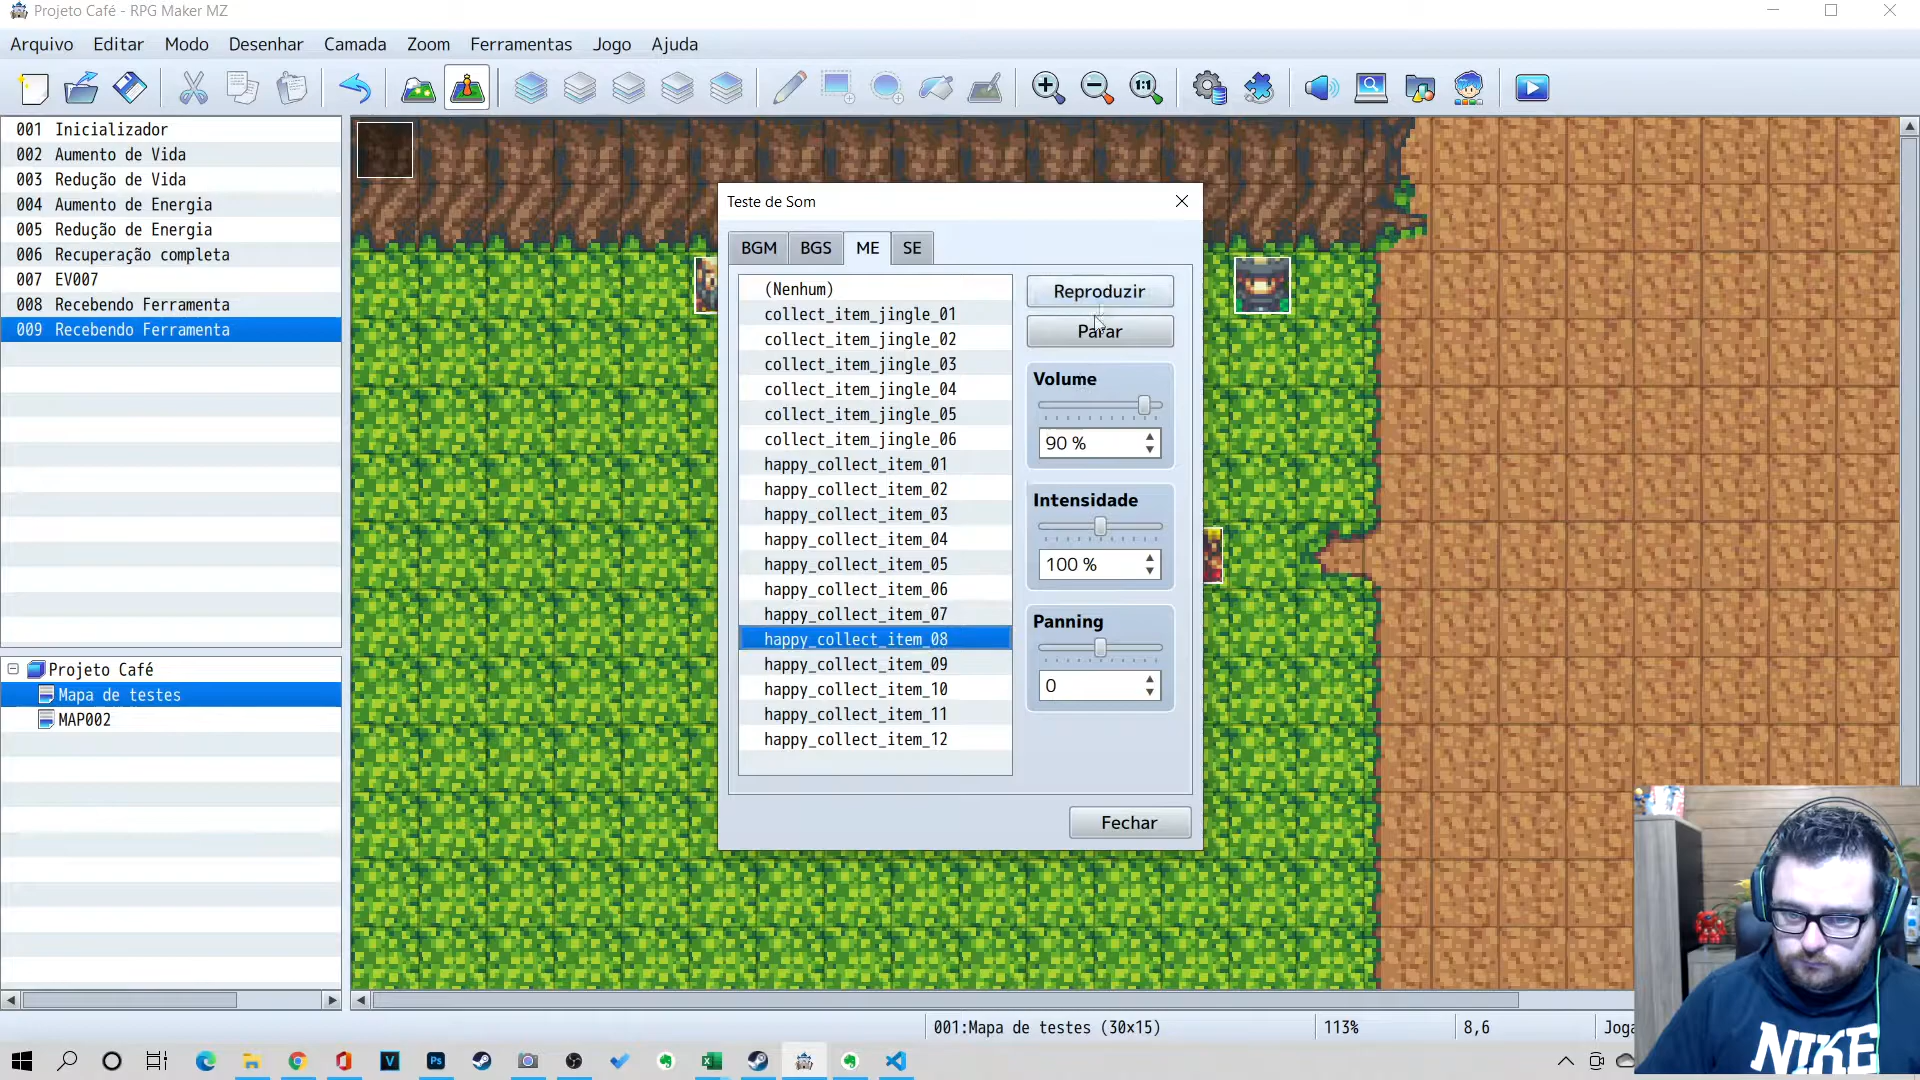 Projeto Café - RPG Maker MZ
Arquivo Editar Modo Desenhar Camada Zoom Ferramentas Jogo Ajuda
1:1
001 Inicializador
002 Aumento de Vida
003 Redução de Vida
004 Aumento de Energia
005 Redução de Energia
006 Recuperação completa
007 EV007
008 Recebendo Ferramenta
009 Recebendo Ferramenta
Projeto Café
Mapa de testes
MAP002
Teste de Som
BGM BGS ME SE
(Nenhum)
collect_item_jingle_01
collect_item_jingle_02
collect_item_jingle_03
collect_item_jingle_04
collect_item_jingle_05
collect_item_jingle_06
happy_collect_item_01
happy_collect_item_02
happy_collect_item_03
happy_collect_item_04
happy_collect_item_05
happy_collect_item_06
happy_collect_item_07
happy_collect_item_08
happy_collect_item_09
happy_collect_item_10
happy_collect_item_11
happy_collect_item_12
Reproduzir
Parar
Volume
90 %
Intensidade
100 %
Panning
0
Fechar
001:Mapa de testes (30x15) 113% 8,6 Joga
V Ps
NIKE